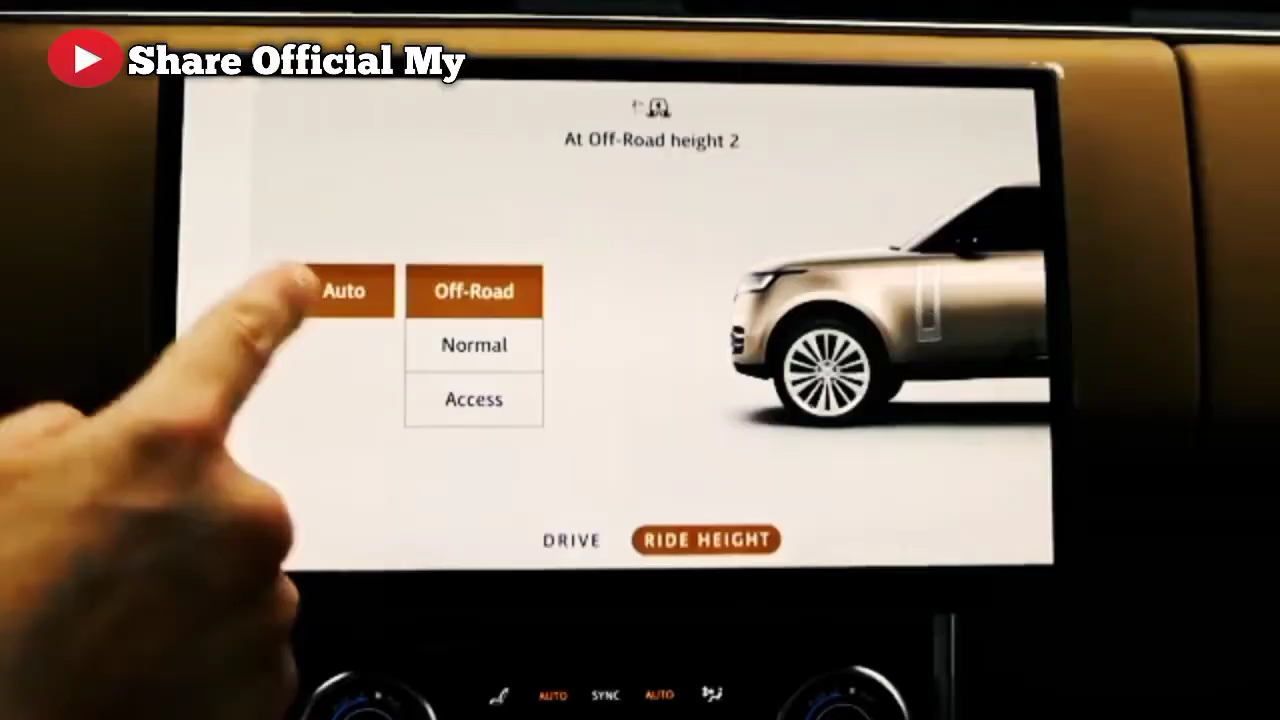 Share Official My
At Off-Road height 2
Auto
Off-Road
Normal
Access
DRIVE
RIDE HEIGHT
AUTO
SYNC
AUTO